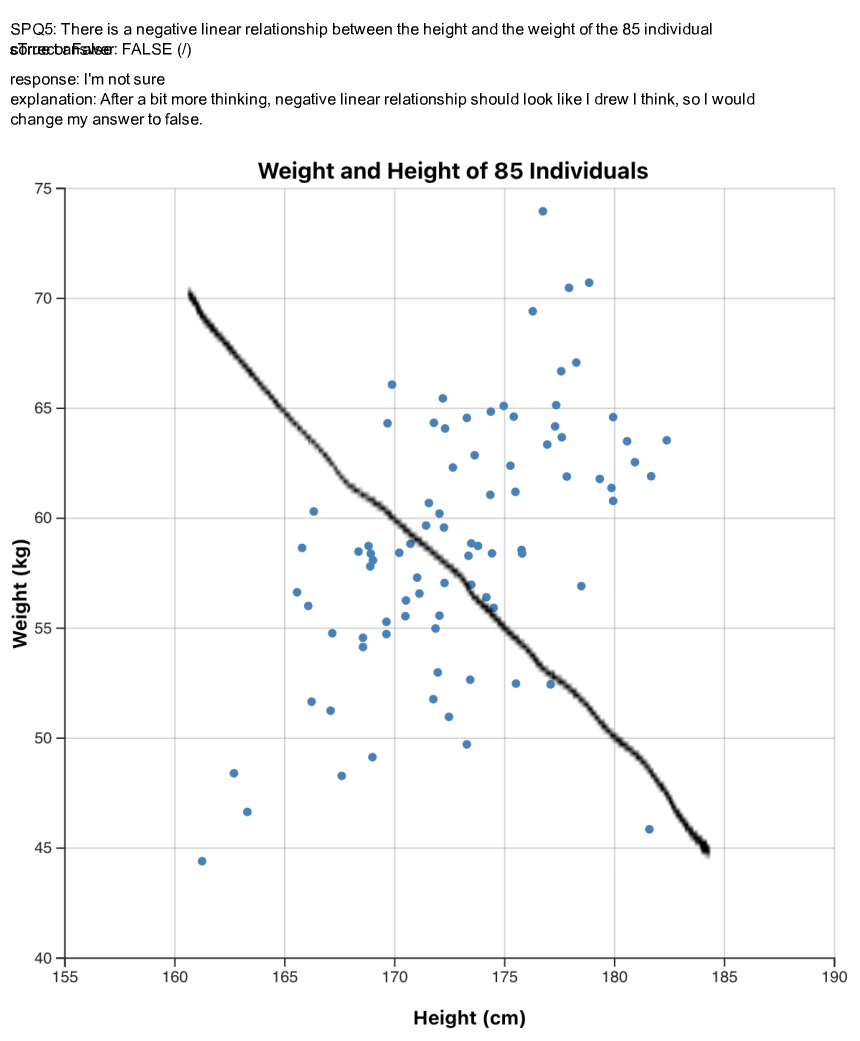 SPQ5: There is a negative linear relationship between the height and the weight of the 85 individual
FALSE (/)
response: I'm not sure
explanation: After a bit more thinking, negative linear relationship should look like I drew I think, so I would
change my answer to false.
Weight and Height of 85 Individuals
75
70
65
60
55
50
45
40
Weight (kg)
155 160 165 170 175 180 185 190
Height (cm)